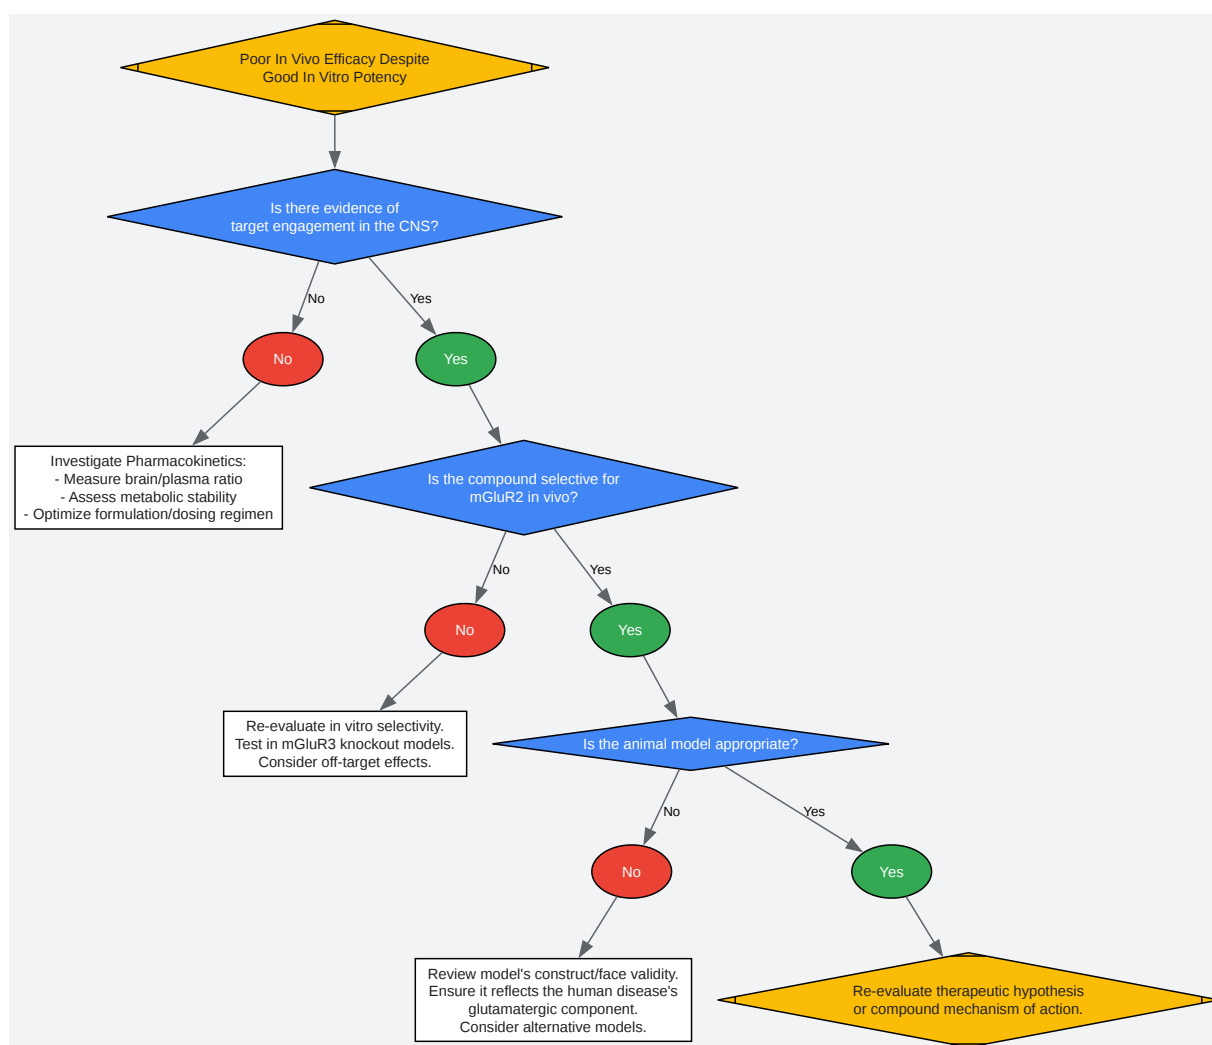 Poor In Vivo Efficacy Despite
Good In Vitro Potency
Is there evidence of
target engagement in the CNS?
No
Yes
No
Yes
Investigate Pharmacokinetics:
- Measure brain/plasma ratio
- Assess metabolic stability
- Optimize formulation/dosing regimen
Is the compound selective for
mGluR2 in vivo?
No
Yes
No
Yes
Re-evaluate in vitro selectivity.
Test in mGluR3 knockout models.
Consider off-target effects.
Is the animal model appropriate?
No
Yes
No
Yes
Review model's construct/face validity.
Ensure it reflects the human disease's
glutamatergic component.
Consider alternative models.
Re-evaluate therapeutic hypothesis
or compound mechanism of action.